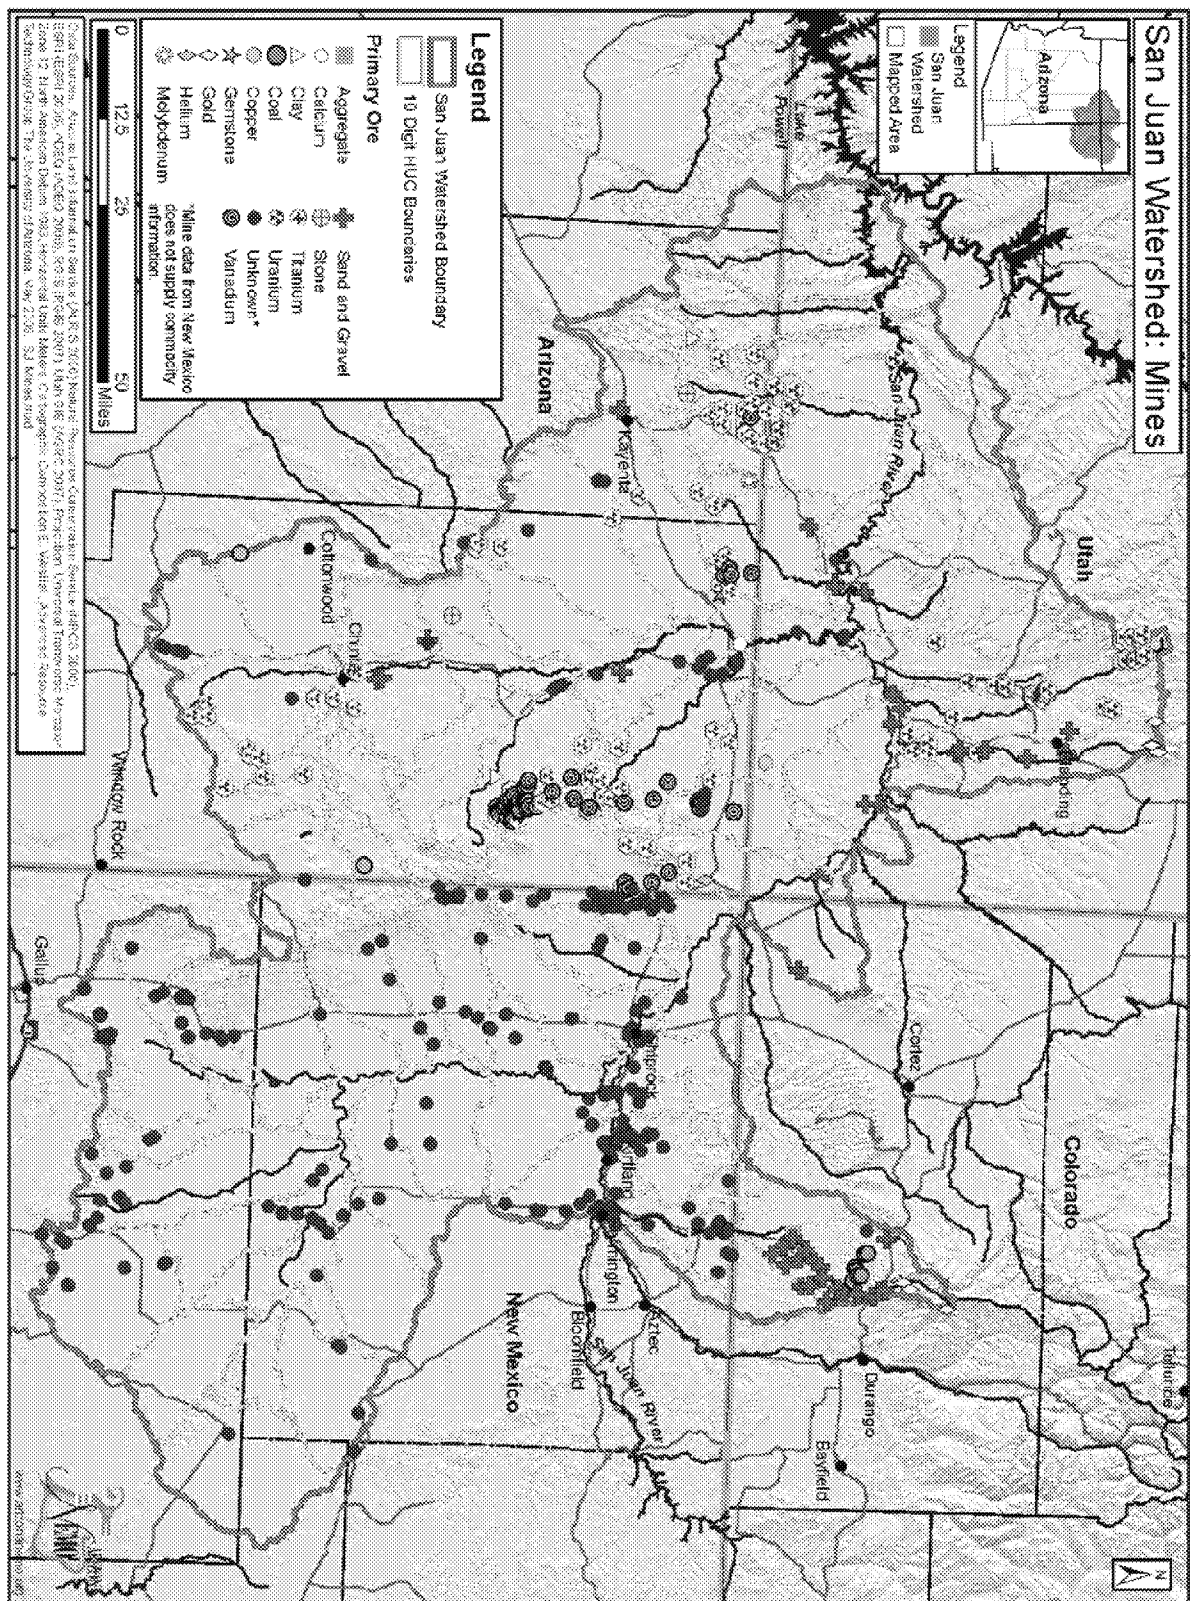 San Juan Watershed: Mines
Arizona
Legend
San Juan
Watershed
Mapped Area
Lake
Powell
San Juan River
Utah
Blanding
Colorado
Telluride
Cortez
Durango
Bayfield
Arizona
Kayenta
Cottonwood
Chinle
Window Rock
Gallup
Shiprock
Kirtland
Farmington
Aztec
Bloomfield
San Juan River
New Mexico
Legend
San Juan Watershed Boundary
10 Digit HUC Boundaries
Primary Ore
Aggregate
Calcium
Clay
Coal
Copper
Gemstone
Gold
Helium
Molybdenum
Sand and Gravel
Stone
Titanium
Uranium
Unknown*
Vanadium
*Mine data from New Mexico
does not supply commodity
information.
0 12.5 25 50
Miles
N